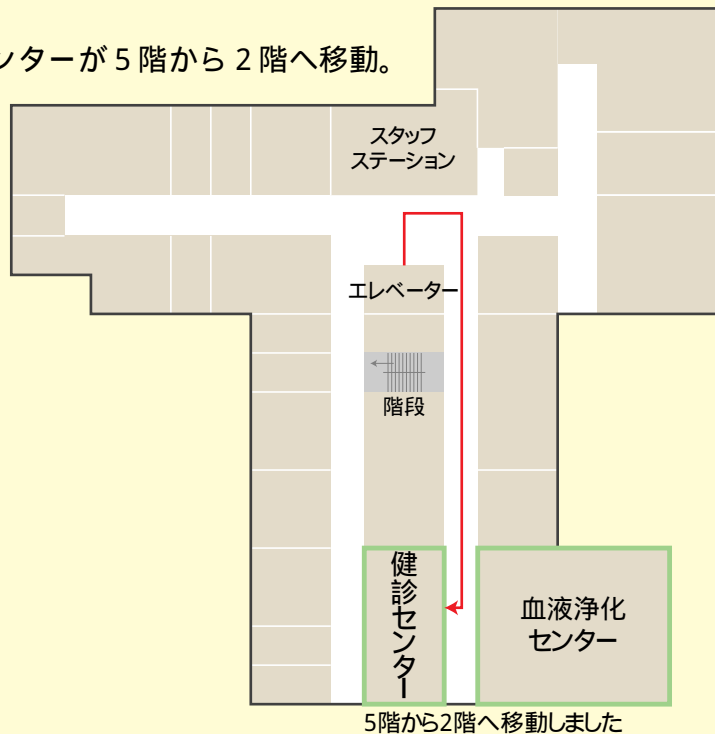 ンターが5階から2階へ移動。
スタッフ
ステーション
エレベーター
階段
健診センター
血液浄化
センター
5階から2階へ移動しました